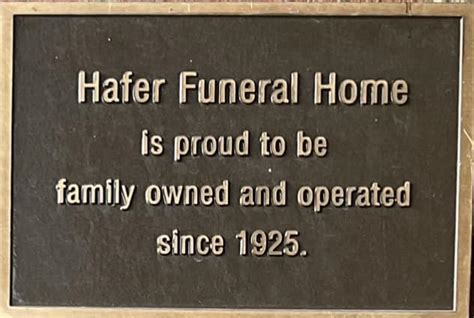 Hafer Funeral Home
is proud to be
family owned and operated
since 1925.